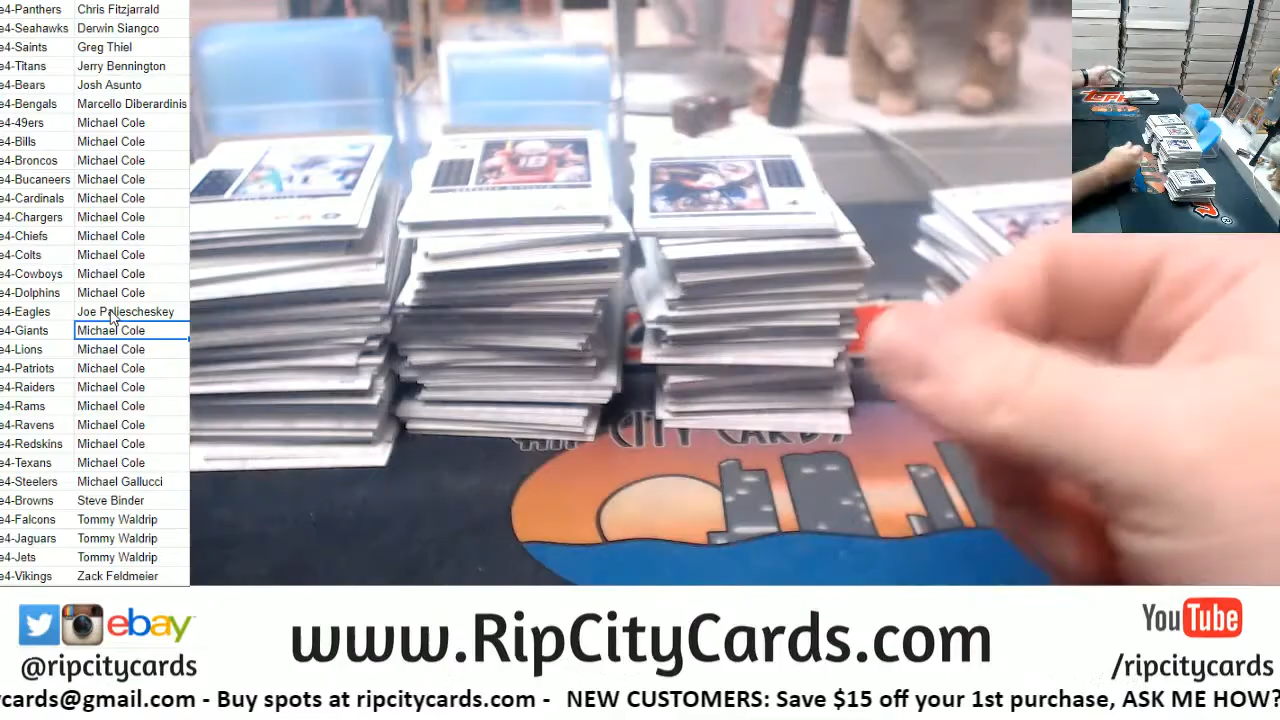 e4-Panthers Chris Fitzjarrald
e4-Seahawks Derwin Siangco
e4-Saints Greg Thiel
e4-Titans Jerry Bennington
e4-Bears Josh Asunto
e4-Bengals Marcello Diberardinis
e4-49ers Michael Cole
e4-Bills Michael Cole
e4-Broncos Michael Cole
e4-Bucaneers Michael Cole
e4-Cardinals Michael Cole
e4-Chargers Michael Cole
e4-Chiefs Michael Cole
e4-Colts Michael Cole
e4-Cowboys Michael Cole
e4-Dolphins Michael Cole
e4-Eagles Joe
e4-Giants Michael Cole
e4-Lions Michael Cole
e4-Patriots Michael Cole
e4-Raiders Michael Cole
e4-Rams Michael Cole
e4-Ravens Michael Cole
e4-Redskins Michael Cole
e4-Texans Michael Cole
e4-Steelers Michael Gallucci
e4-Browns Steve Binder
e4-Falcons Tommy Waldrip
e4-Jaguars Tommy Waldrip
e4-Jets Tommy Waldrip
e4-Vikings Zack Feldmeier
CITY CARDS
ebay
@ripcitycards
www.RipCityCards.com
YouTube
/ripcitycards
ycards@gmail.com - Buy spots at ripcitycards.com - NEW CUSTOMERS: Save $15 off your 1st purchase, ASK ME HOW?